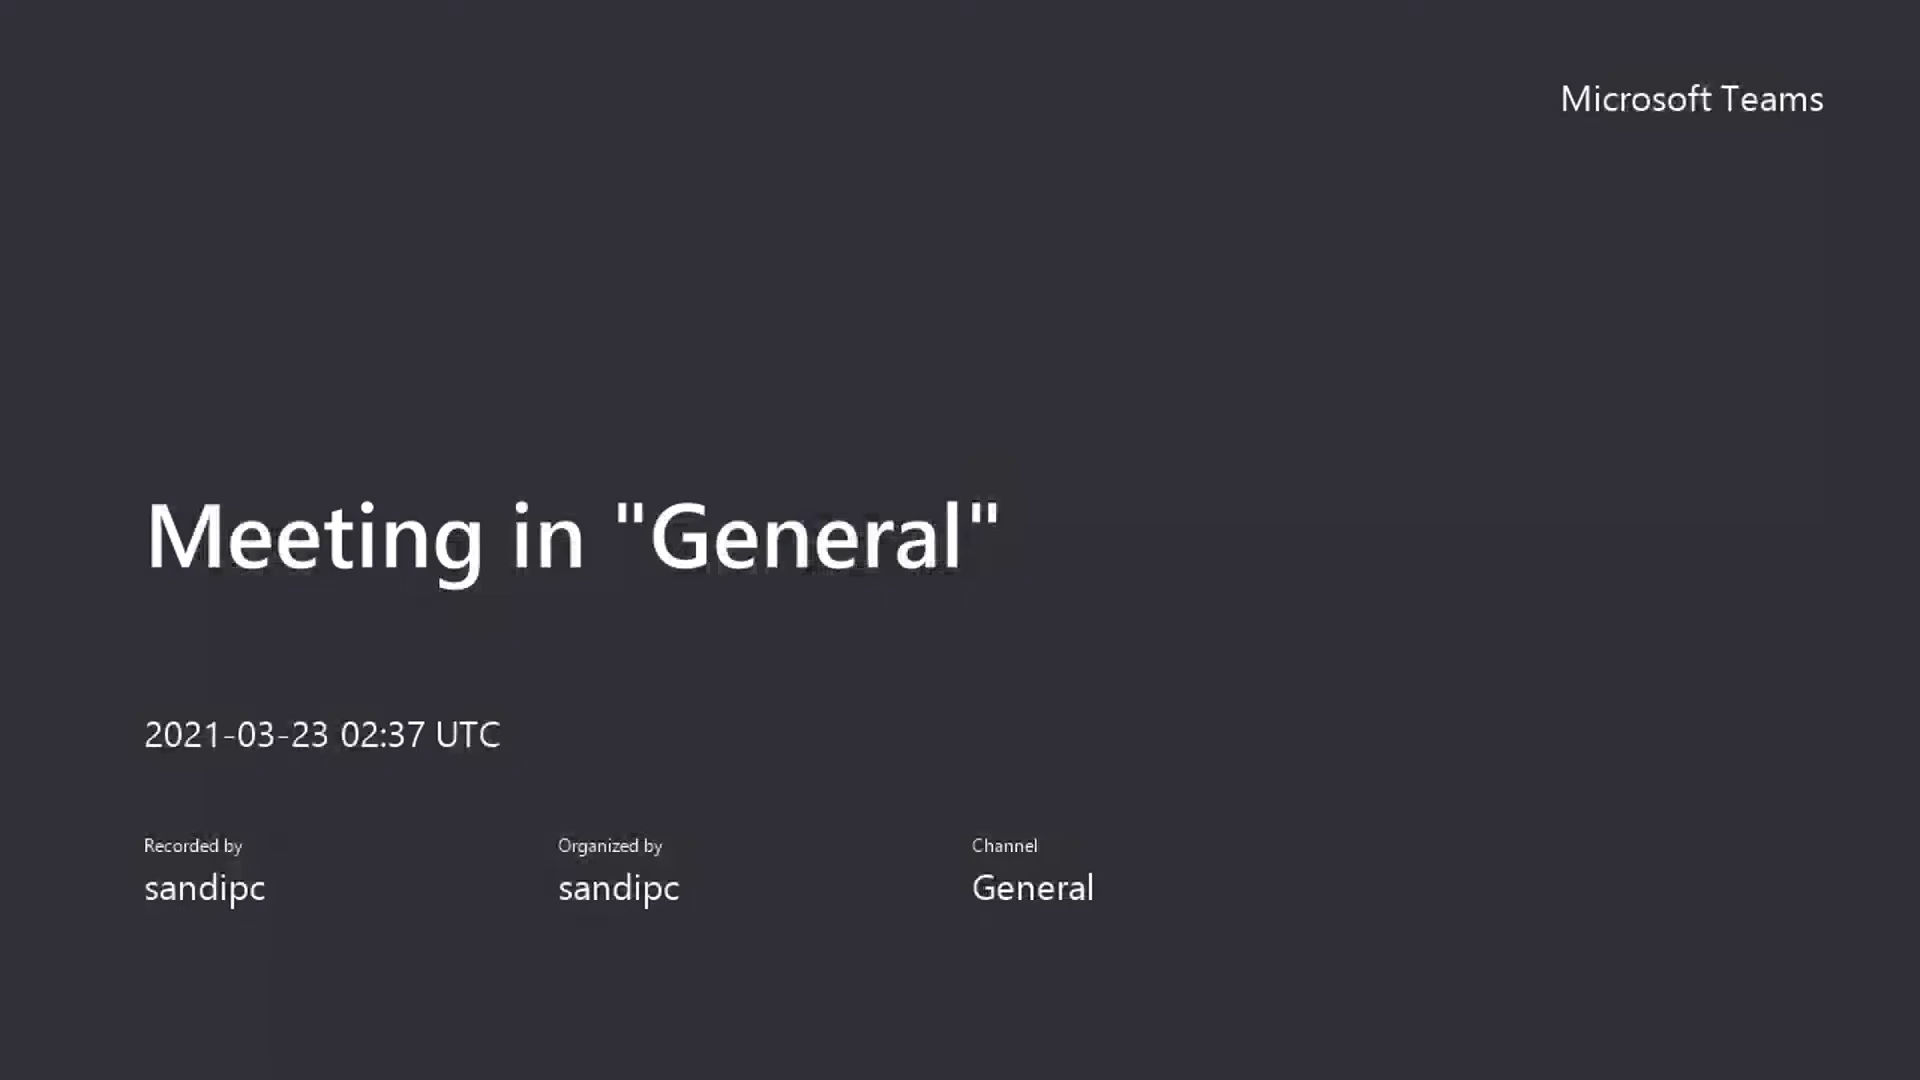 Microsoft Teams
Meeting in "General"
2021-03-23 02:37 UTC
Recorded by
sandipc
Organized by
sandipc
Channel
General